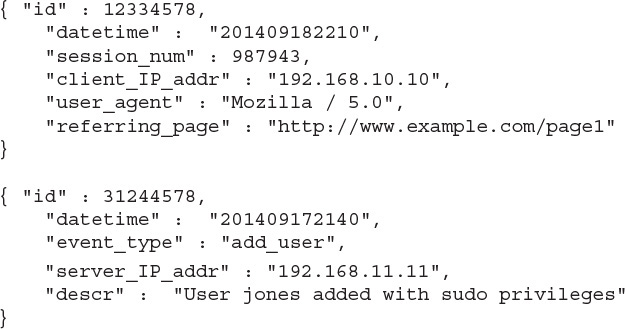 { "id" : 12334578,
"datetime" :  "201409182210",
"session_num" : 987943,
"client_IP_addr" : "192.168.10.10",
"user_agent" : "Mozilla / 5.0",
"referring_page" : "http://www.example.com/page1"
}
{ "id" : 31244578,
"datetime" :  "201409172140",
"event_type" : "add_user",
"server_IP_addr" : "192.168.11.11",
"descr" :  "User jones added with sudo privileges"
}